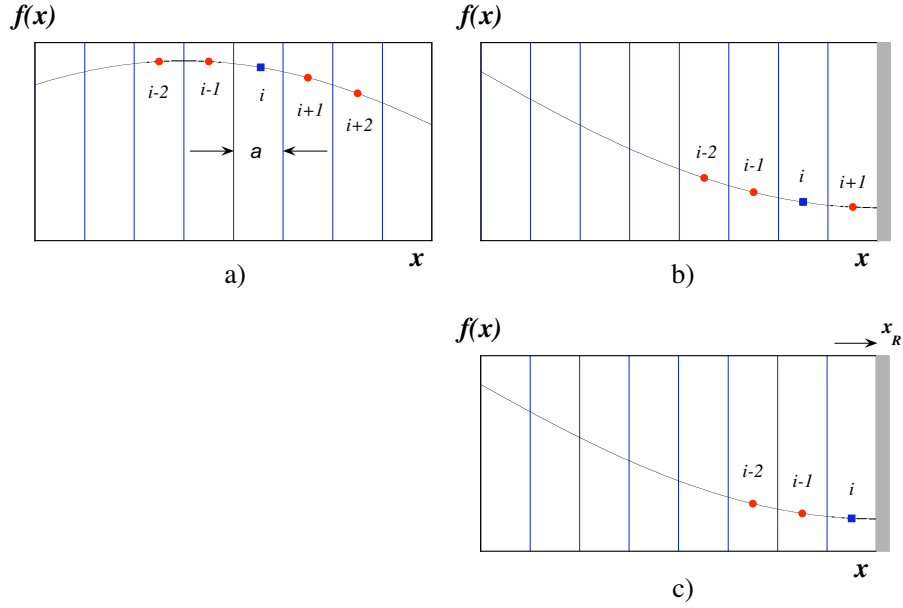 f(x)
i-2 i-1 i i+1 i+2
a
x
a)
f(x)
i-2 i-1 i i+1
x
b)
f(x)
x_R
i-2 i-1 i
x
c)